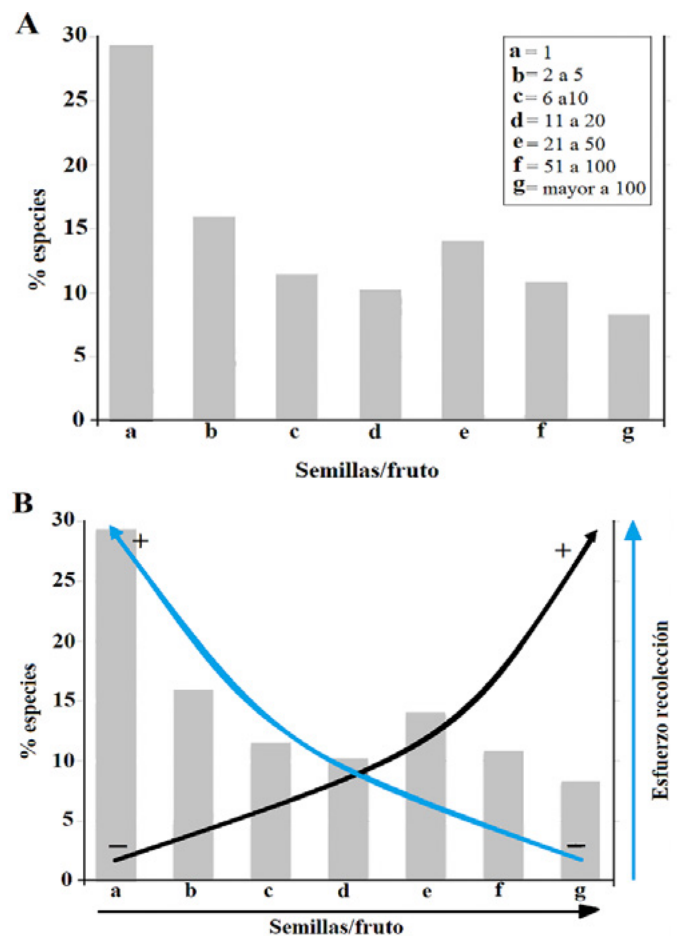 A
30
25
20
15
10
5
0
% especies
a = 1
b = 2 a 5
c = 6 a10
d = 11 a 20
e = 21 a 50
f = 51 a 100
g= mayor a 100
a b c d e f g
Semillas/fruto
B
30
25
20
15
10
5
0
% especies
+ +
− −
Esfuerzo recolección
a b c d e f g
Semillas/fruto